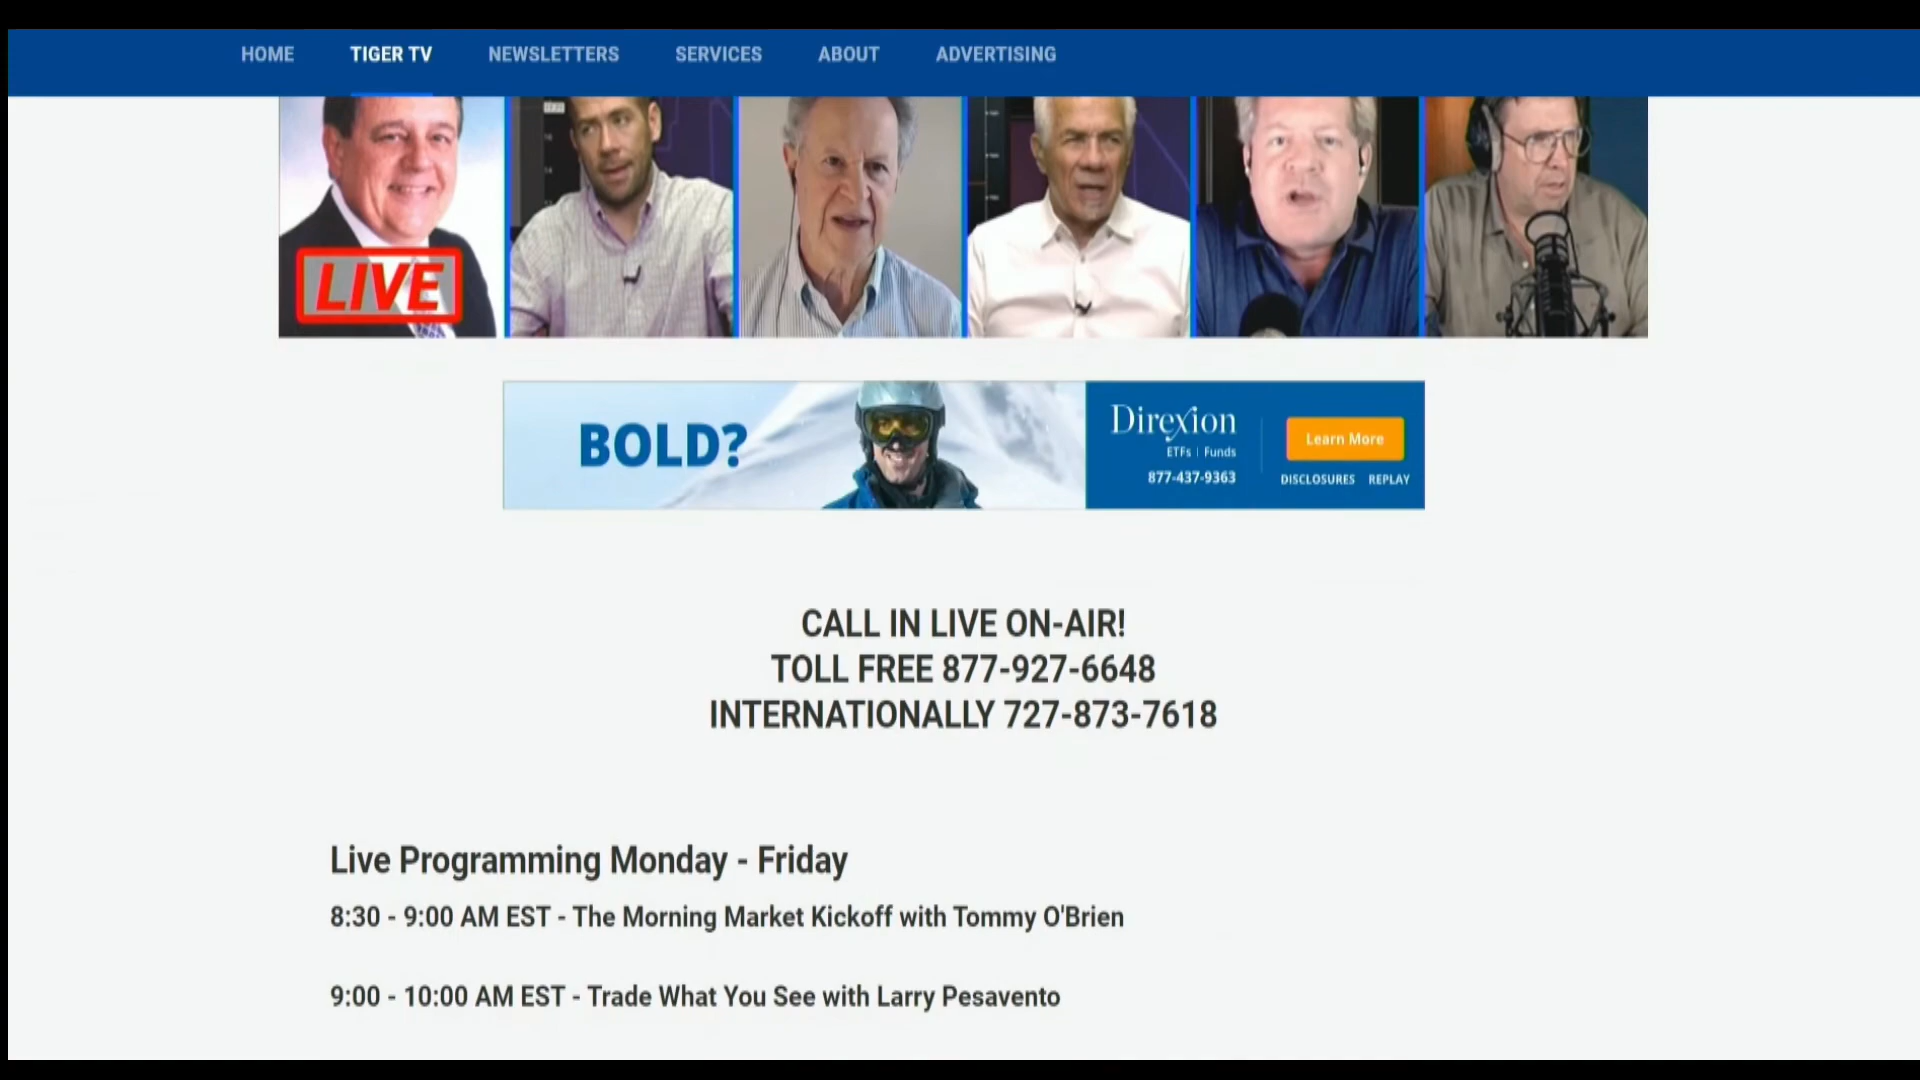 HOME TIGER TV NEWSLETTERS SERVICES ABOUT ADVERTISING
LIVE
BOLD?
Direxion
ETFs | Funds
877-437-9363
Learn More
DISCLOSURES REPLAY
CALL IN LIVE ON-AIR!
TOLL FREE 877-927-6648
INTERNATIONALLY 727-873-7618
Live Programming Monday - Friday
8:30 - 9:00 AM EST - The Morning Market Kickoff with Tommy O'Brien
9:00 - 10:00 AM EST - Trade What You See with Larry Pesavento